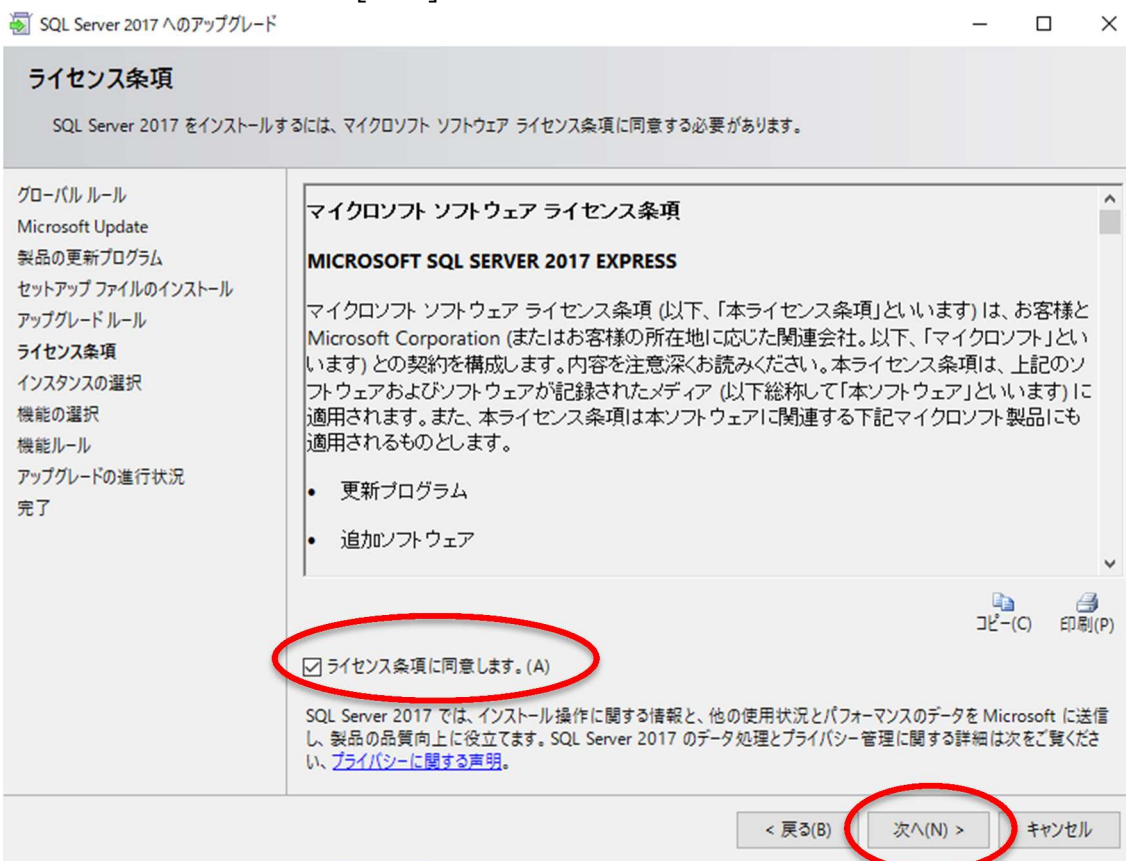 SQL Server 2017 へのアップグレード
ライセンス条項
SQL Server 2017 をインストールするには、マイクロソフト ソフトウェア ライセンス条項に同意する必要があります。
グローバル ルール
Microsoft Update
製品の更新プログラム
セットアップ ファイルのインストール
アップグレード ルール
ライセンス条項
インスタンスの選択
機能の選択
機能ルール
アップグレードの進行状況
完了
マイクロソフト ソフトウェア ライセンス条項
MICROSOFT SQL SERVER 2017 EXPRESS
マイクロソフト ソフトウェア ライセンス条項 (以下、「本ライセンス条項」といいます) は、お客様と
Microsoft Corporation (またはお客様の所在地に応じた関連会社。以下、「マイクロソフト」とい
います) との契約を構成します。内容を注意深くお読みください。本ライセンス条項は、上記のソ
フトウェアおよびソフトウェアが記録されたメディア (以下総称して「本ソフトウェア」といいます) に
適用されます。また、本ライセンス条項は本ソフトウェアに関連する下記マイクロソフト製品にも
適用されるものとします。
• 更新プログラム
• 追加ソフトウェア
コピー(C) 印刷(P)
ライセンス条項に同意します。(A)
SQL Server 2017 では、インストール操作に関する情報と、他の使用状況とパフォーマンスのデータを Microsoft に送信
し、製品の品質向上に役立てます。SQL Server 2017 のデータ処理とプライバシー管理に関する詳細は次をご覧くださ
い、プライバシーに関する声明。
< 戻る(B) 次へ(N) > キャンセル